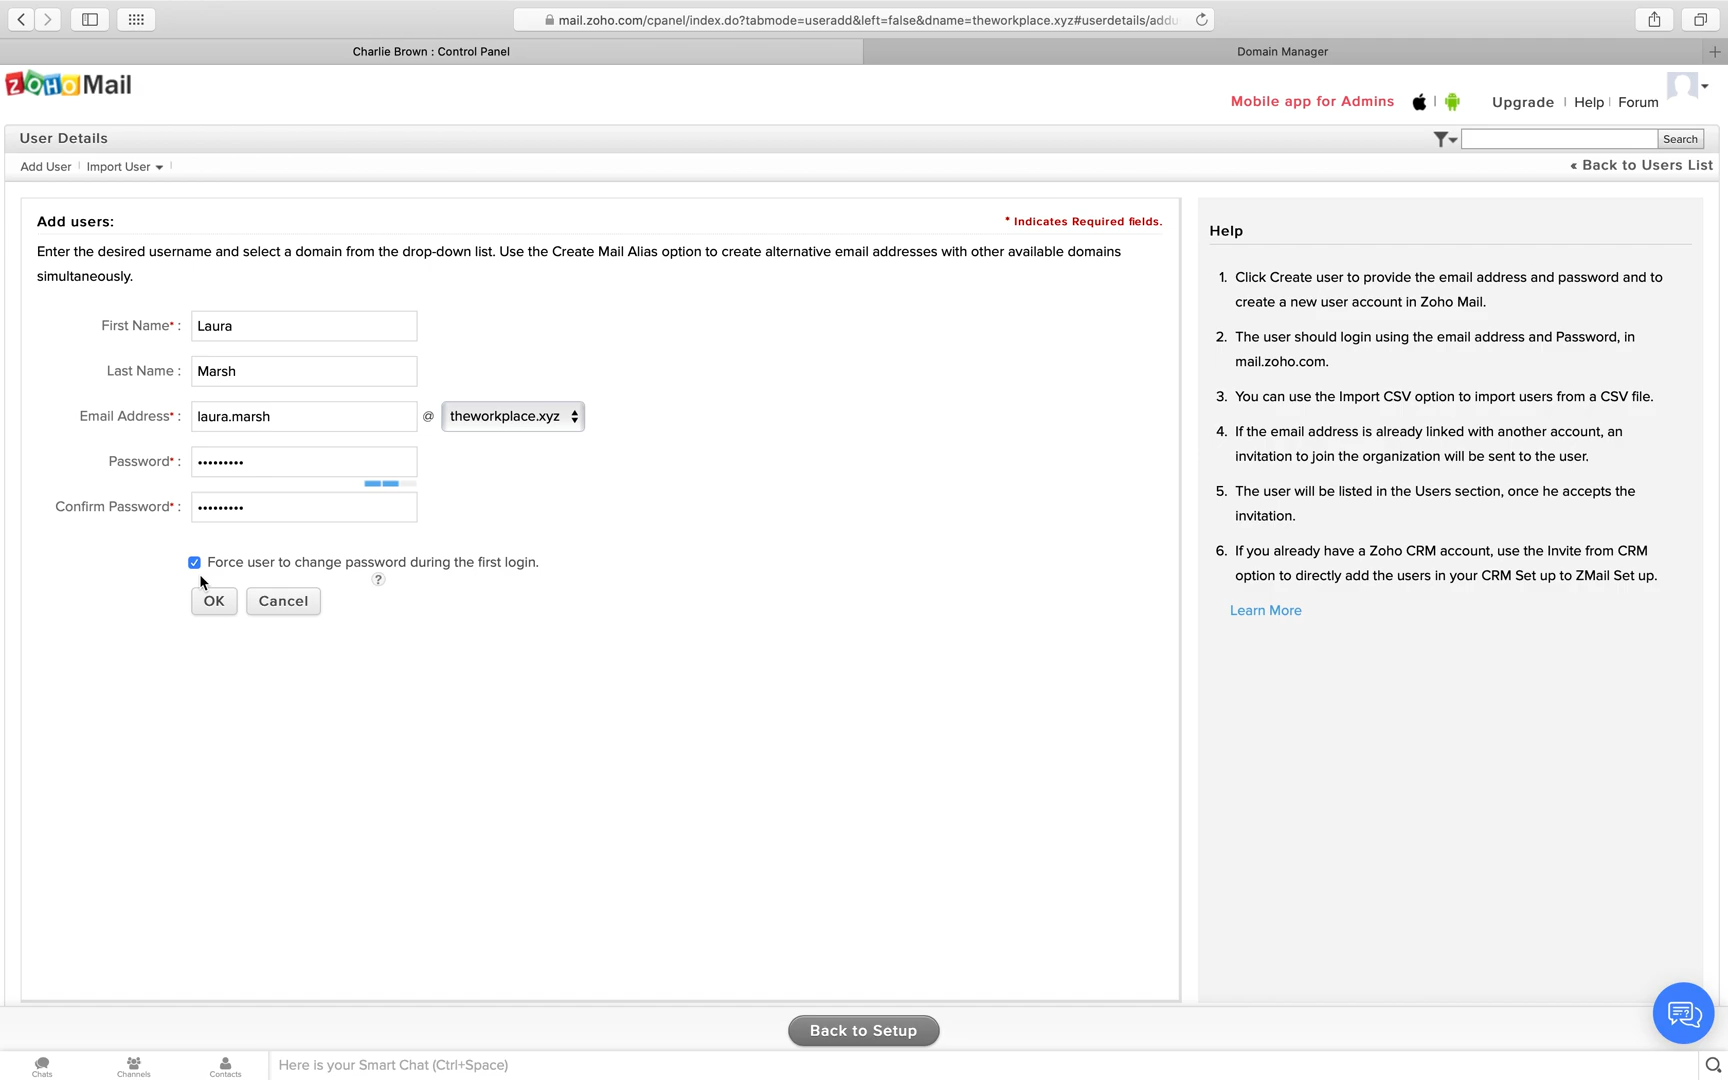 mail.zoho.com/cpanel/index.do?tabmode=useradd&left=false&dname=theworkplace.xyz#userdetails/addu
Charlie Brown : Control Panel
Domain Manager
ZOHO Mail
Mobile app for Admins
Upgrade
Help
Forum
User Details
Search
Add User
Import User
« Back to Users List
Add users:
* Indicates Required fields.
Enter the desired username and select a domain from the drop-down list. Use the Create Mail Alias option to create alternative email addresses with other available domains
simultaneously.
First Name* :
Laura
Last Name :
Marsh
Email Address* :
laura.marsh
@
theworkplace.xyz
Password* :
•••••••••
Confirm Password* :
•••••••••
Force user to change password during the first login.
?
OK
Cancel
Help
1. Click Create user to provide the email address and password and to
create a new user account in Zoho Mail.
2. The user should login using the email address and Password, in
mail.zoho.com.
3. You can use the Import CSV option to import users from a CSV file.
4. If the email address is already linked with another account, an
invitation to join the organization will be sent to the user.
5. The user will be listed in the Users section, once he accepts the
invitation.
6. If you already have a Zoho CRM account, use the Invite from CRM
option to directly add the users in your CRM Set up to ZMail Set up.
Learn More
Back to Setup
Chats
Channels
Contacts
Here is your Smart Chat (Ctrl+Space)